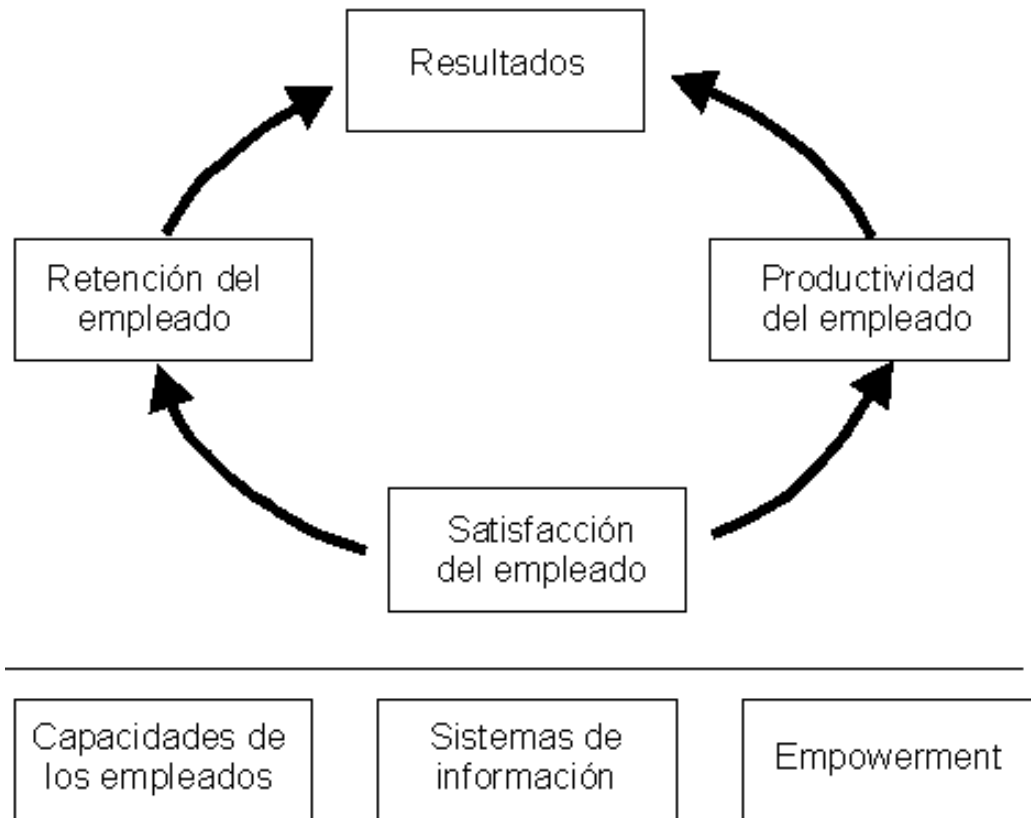 Resultados
Retención del
empleado
Productividad
del empleado
Satisfacción
del empleado
Capacidades de
los empleados
Sistemas de
información
Empowerment